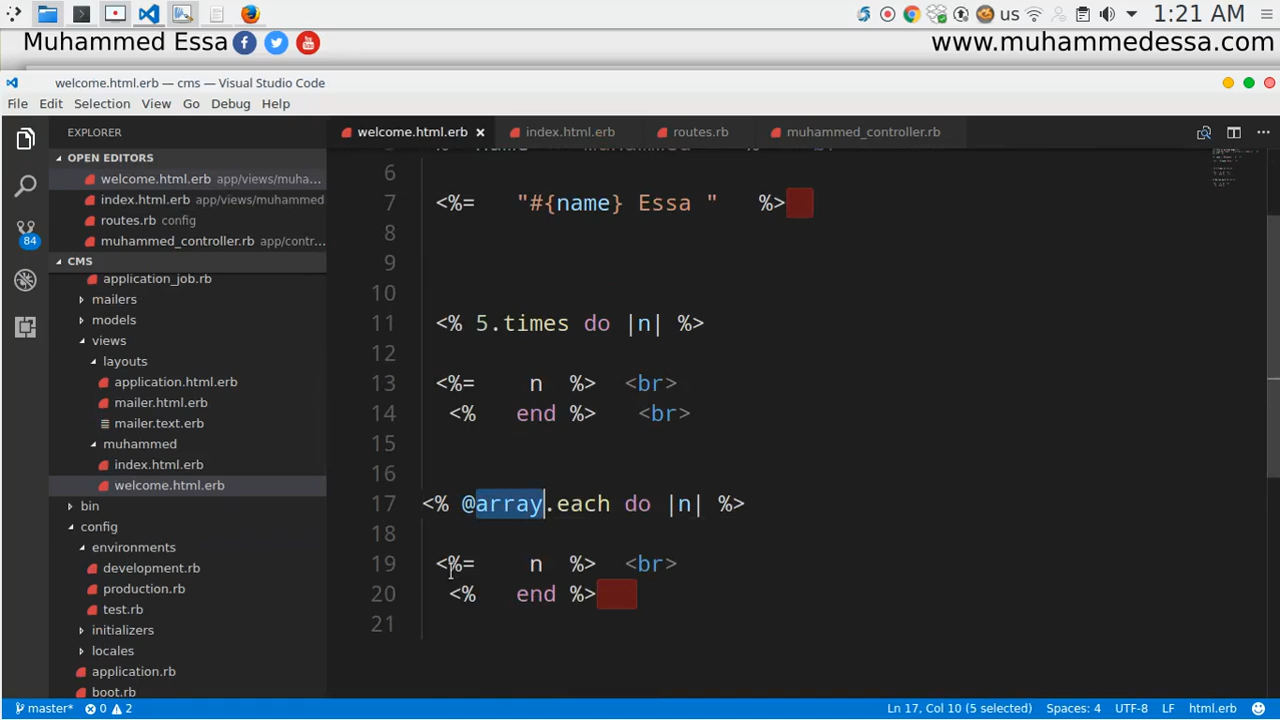 us 1:21 AM
Muhammed Essa www.muhammedessa.com
welcome.html.erb — cms — Visual Studio Code
File Edit Selection View Go Debug Help
EXPLORER
welcome.html.erb × index.html.erb routes.rb muhammed_controller.rb
OPEN EDITORS
welcome.html.erb app/views/muha...
index.html.erb app/views/muhammed
routes.rb config
muhammed_controller.rb app/contr...
84
CMS
application_job.rb
mailers
models
views
layouts
application.html.erb
mailer.html.erb
mailer.text.erb
muhammed
index.html.erb
welcome.html.erb
bin
config
environments
development.rb
production.rb
test.rb
initializers
locales
application.rb
boot.rb
6
7 <%= "#{name} Essa " %>
8
9
10
11 <% 5.times do |n| %>
12
13 <%= n %> <br>
14 <% end %> <br>
15
16
17 <% @array.each do |n| %>
18
19 <%= n %> <br>
20 <% end %>
21
master* 0 2 Ln 17, Col 10 (5 selected) Spaces: 4 UTF-8 LF html.erb